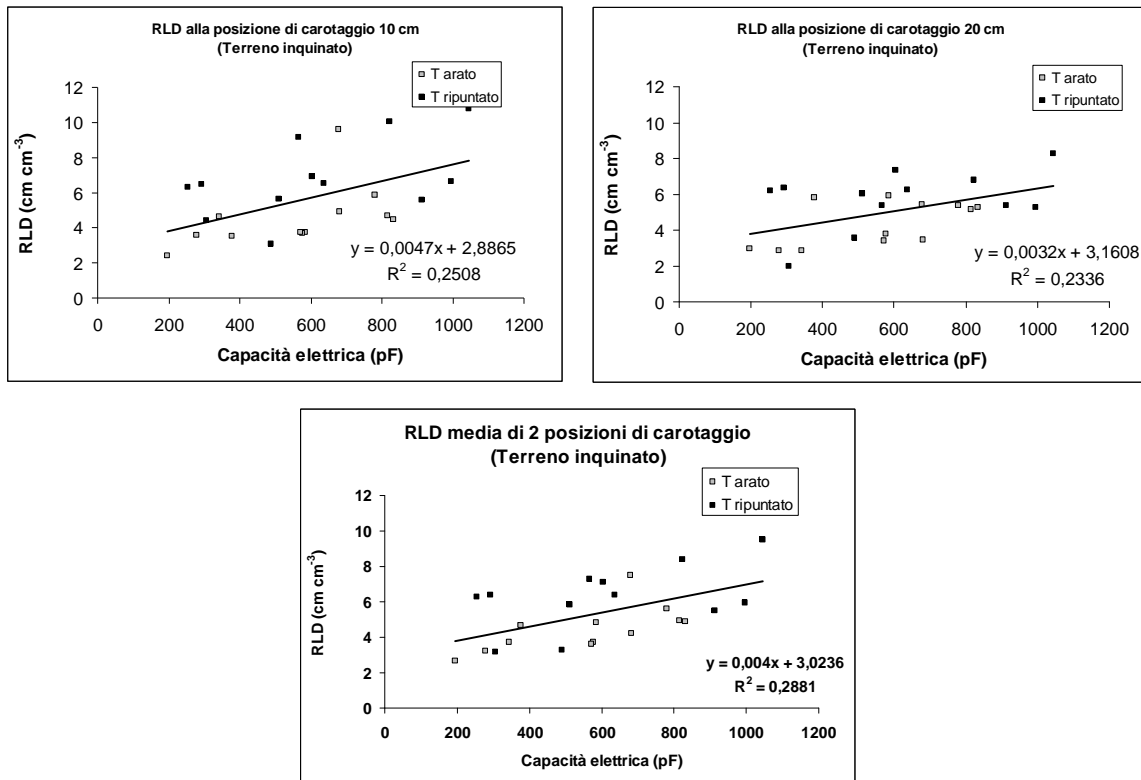 RLD alla posizione di carotaggio 10 cm
(Terreno inquinato)
T arato
T ripuntato
12
10
8
6
4
2
0
RLD (cm cm⁻³)
y = 0,0047x + 2,8865
R² = 0,2508
0 200 400 600 800 1000 1200
Capacità elettrica (pF)
RLD alla posizione di carotaggio 20 cm
(Terreno inquinato)
T arato
T ripuntato
12
10
8
6
4
2
0
RLD (cm cm⁻³)
y = 0,0032x + 3,1608
R² = 0,2336
0 200 400 600 800 1000 1200
Capacità elettrica (pF)
RLD media di 2 posizioni di carotaggio
(Terreno inquinato)
T arato
T ripuntato
12
10
8
6
4
2
0
RLD (cm cm⁻³)
y = 0,004x + 3,0236
R² = 0,2881
0 200 400 600 800 1000 1200
Capacità elettrica (pF)